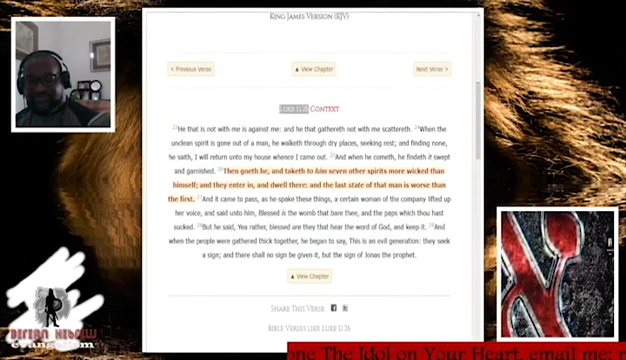 King James Version (KJV)
< Previous Verse
▲ View Chapter
Next Verse >
Luke 11:26 Context
23He that is not with me is against me: and he that gathereth not with me scattereth. 24When the
unclean spirit is gone out of a man, he walketh through dry places, seeking rest; and finding none,
he saith, I will return unto my house whence I came out. 25And when he cometh, he findeth it swept
and garnished. 26Then goeth he, and taketh to him seven other spirits more wicked than
himself; and they enter in, and dwell there: and the last state of that man is worse than
the first. 27And it came to pass, as he spake these things, a certain woman of the company lifted up
her voice, and said unto him, Blessed is the womb that bare thee, and the paps which thou hast
sucked. 28But he said, Yea rather, blessed are they that hear the word of God, and keep it. 29And
when the people were gathered thick together, he began to say, This is an evil generation: they seek
a sign; and there shall no sign be given it, but the sign of Jonas the prophet.
▲ View Chapter
Share This Verse
Bible Verses like Luke 11:26
Berean Hebrew
one The Idol on Your Heart, email me: